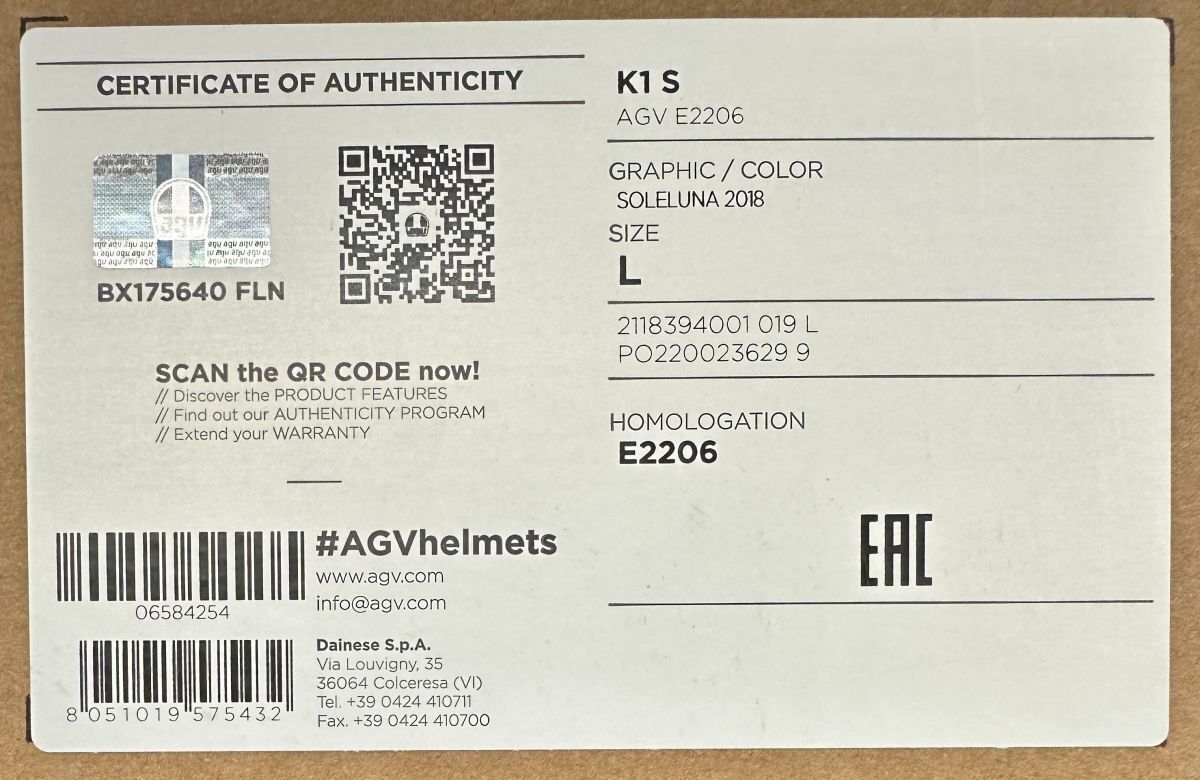 CERTIFICATE OF AUTHENTICITY
BX175640 FLN
SCAN the QR CODE now!
// Discover the PRODUCT FEATURES
// Find out our AUTHENTICITY PROGRAM
// Extend your WARRANTY
06584254
8 051019 575432
#AGVhelmets
www.agv.com
info@agv.com
Dainese S.p.A.
Via Louvigny, 35
36064 Colceresa (VI)
Tel. +39 0424 410711
Fax. +39 0424 410700
K1 S
AGV E2206
GRAPHIC / COLOR
SOLELUNA 2018
SIZE
L
2118394001 019 L
PO220023629 9
HOMOLOGATION
E2206
EAC